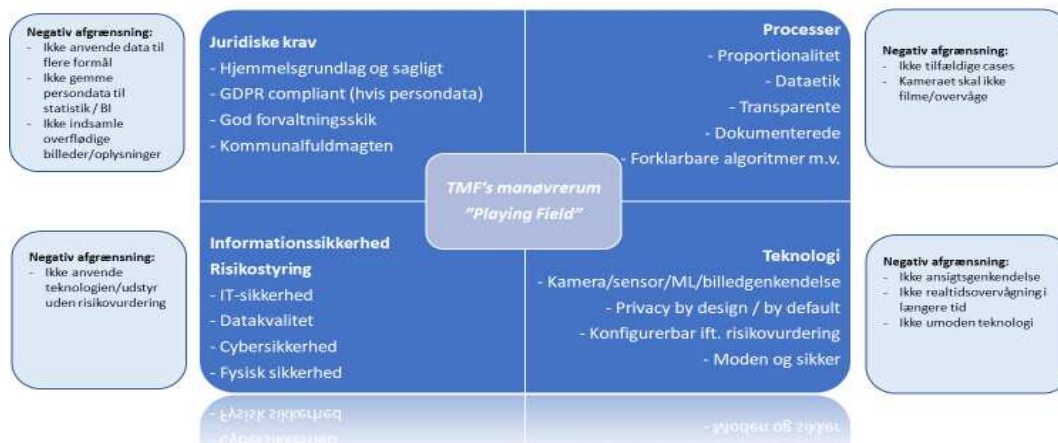 Negativ afgrænsning:
- Ikke anvende data til
flere formål
- Ikke gemme
persondata til
statistik / BI
- Ikke indsamle
overflødige
billeder/oplysninger
Juridiske krav
- Hjemmelsgrundlag og sagligt
- GDPR compliant (hvis persondata)
- God forvaltningsskik
- Kommunalfuldmagten
Processer
- Proportionalitet
- Dataetik
- Transparente
- Dokumenterede
- Forklarbare algoritmer m.v.
Negativ afgrænsning:
- Ikke tilfældige cases
- Kameraet skal ikke
filme/overvåge
TMF's manøvrerum
"Playing Field"
Negativ afgrænsning:
- Ikke anvende
teknologien/udstyr
uden risikovurdering
Informationssikkerhed
Risikostyring
- IT-sikkerhed
- Datakvalitet
- Cybersikkerhed
- Fysisk sikkerhed
Teknologi
- Kamera/sensor/ML/billedgenkendelse
- Privacy by design / by default
- Konfigurerbar ift. risikovurdering
- Moden og sikker
Negativ afgrænsning:
- Ikke ansigtsgenkendelse
- Ikke realtidsovervågning i
længere tid
- Ikke umoden teknologi